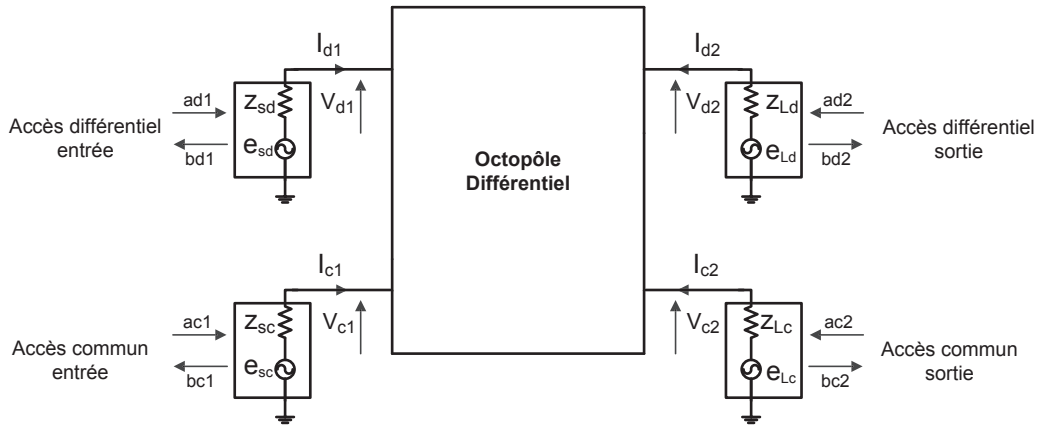 I_d1
I_d2
ad1
Z_sd
V_d1
V_d2
Z_Ld
ad2
Accès différentiel
entrée
bd1
e_sd
Octopôle
Différentiel
e_Ld
bd2
Accès différentiel
sortie
I_c1
I_c2
ac1
Z_sc
V_c1
V_c2
Z_Lc
ac2
Accès commun
entrée
bc1
e_sc
e_Lc
bc2
Accès commun
sortie